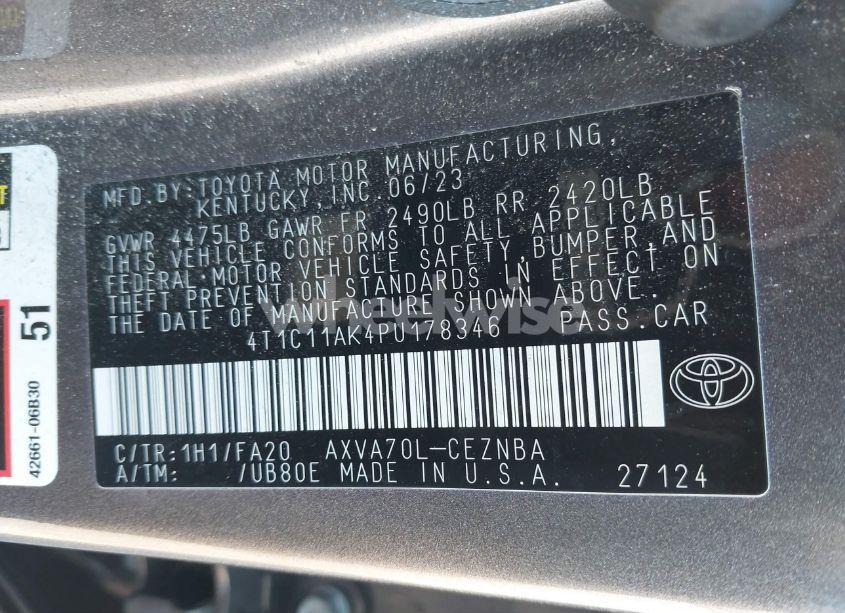 MFD.BY:TOYOTA MOTOR MANUFACTURING,
KENTUCKY,INC.06/23
GVWR 4475LB GAWR FR 2490LB RR 2420LB
THIS VEHICLE CONFORMS TO ALL APPLICABLE
FEDERAL MOTOR VEHICLE SAFETY,BUMPER,AND
THEFT PREVENTION STANDARDS IN EFFECT ON
THE DATE OF MANUFACTURE SHOWN ABOVE.
4T1C11AK4PU178346 PASS.CAR
C/TR:1H1/FA20 AXVA70L-CEZNBA
A/TM: /UB80E MADE IN U.S.A. 27124
wheelwise
51
42661-06B30